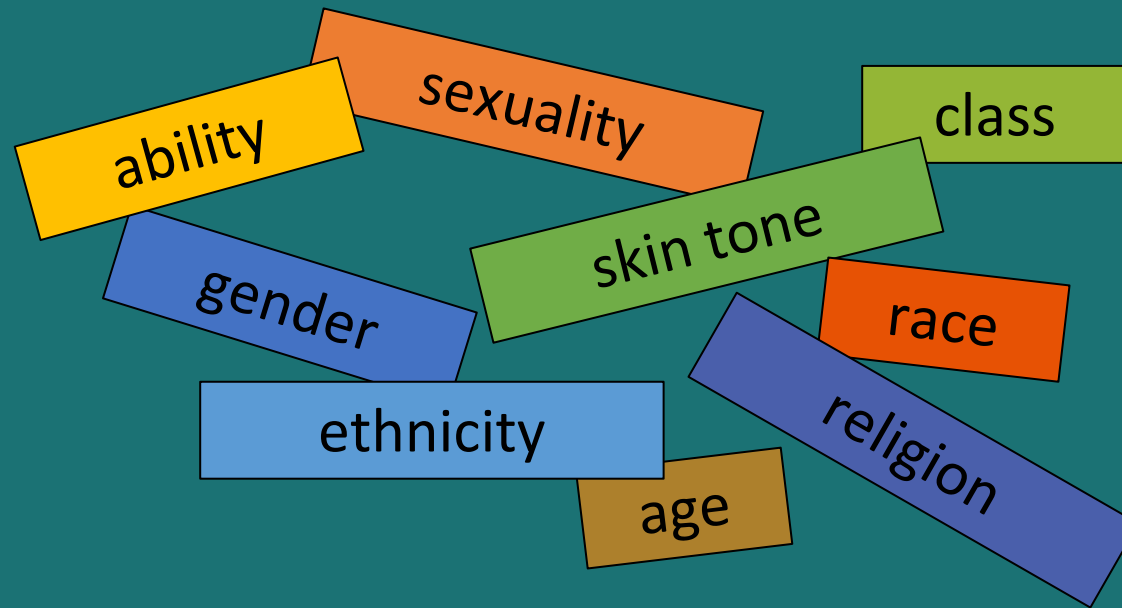 sexuality
class
ability
skin tone
gender
race
ethnicity
religion
age